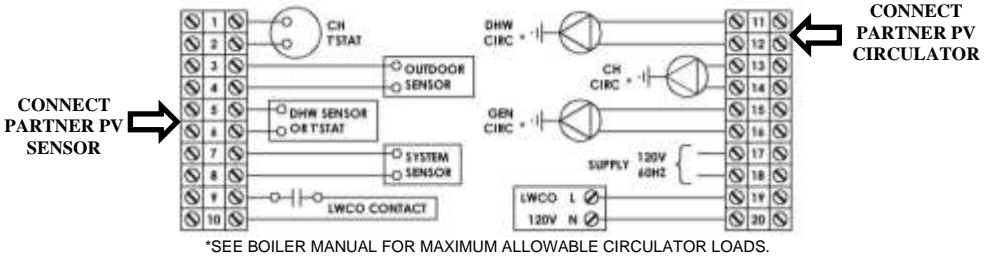 CONNECT
PARTNER PV
SENSOR
1
2
3
4
5
6
7
8
9
10
CH
T'STAT
OUTDOOR
SENSOR
DHW SENSOR
OR T'STAT
SYSTEM
SENSOR
LWCO CONTACT
DHW
CIRC *
CH
CIRC *
GEN
CIRC *
SUPPLY 120V
60HZ
LWCO L
120V N
11
12
13
14
15
16
17
18
19
20
CONNECT
PARTNER PV
CIRCULATOR
*SEE BOILER MANUAL FOR MAXIMUM ALLOWABLE CIRCULATOR LOADS.